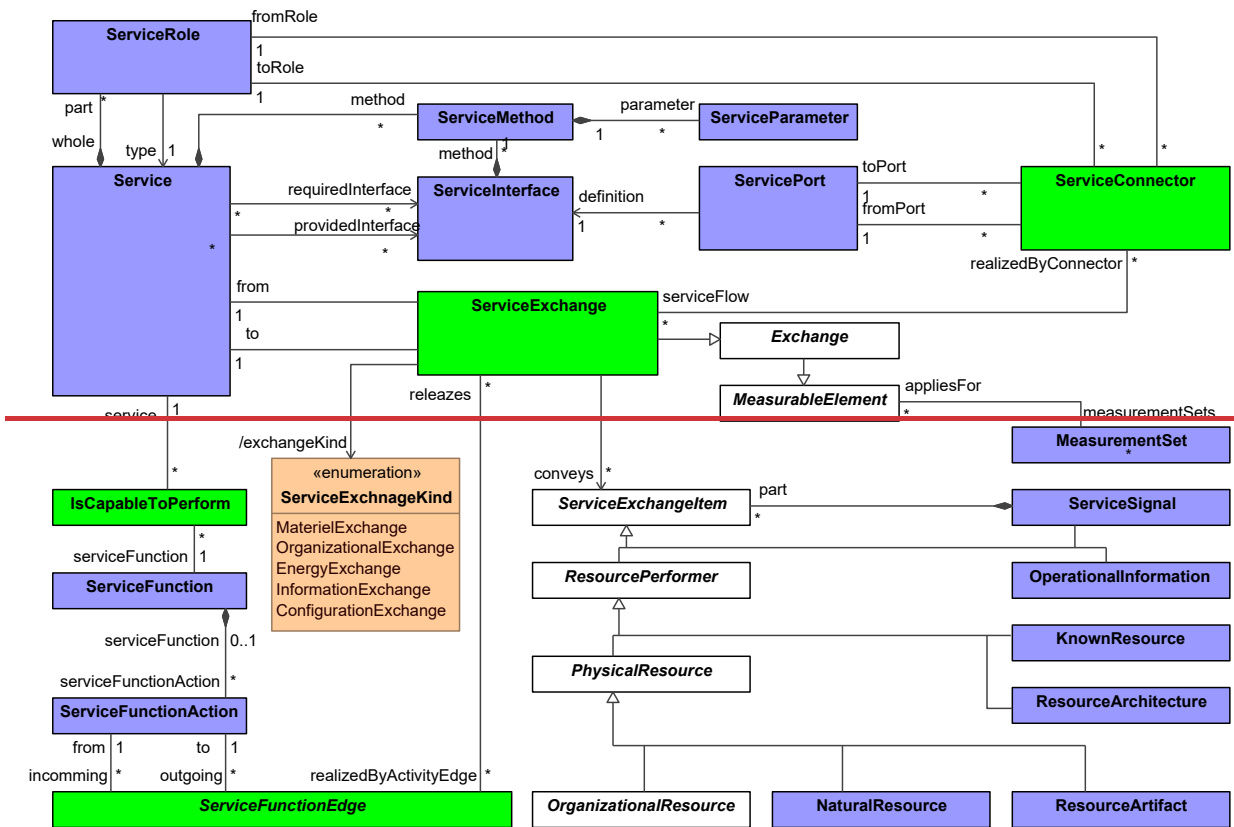 fromRole
ServiceRole
1
toRole
1
part
*
method
*
ServiceMethod
1
parameter
1
*
ServiceParameter
whole
type
1
method
*
*
*
Service
requiredInterface
*
*
providedInterface
*
*
ServiceInterface
definition
1
*
ServicePort
toPort
1
*
fromPort
1
*
ServiceConnector
realizedByConnector
*
from
1
to
1
ServiceExchange
serviceFlow
*
Exchange
releazes
*
MeasurableElement
appliesFor
*
measurementSets
service
1
/exchangeKind
MeasurementSet
*
«enumeration»
ServiceExchnageKind
MaterielExchange
OrganizationalExchange
EnergyExchange
InformationExchange
ConfigurationExchange
conveys
*
*
IsCapableToPerform
ServiceExchangeItem
part
*
ServiceSignal
*
serviceFunction
1
ServiceFunction
ResourcePerformer
OperationalInformation
serviceFunction
0..1
KnownResource
PhysicalResource
serviceFunctionAction
*
ServiceFunctionAction
ResourceArchitecture
from
1
to
1
incomming
*
outgoing
*
realizedByActivityEdge
*
ServiceFunctionEdge
OrganizationalResource
NaturalResource
ResourceArtifact